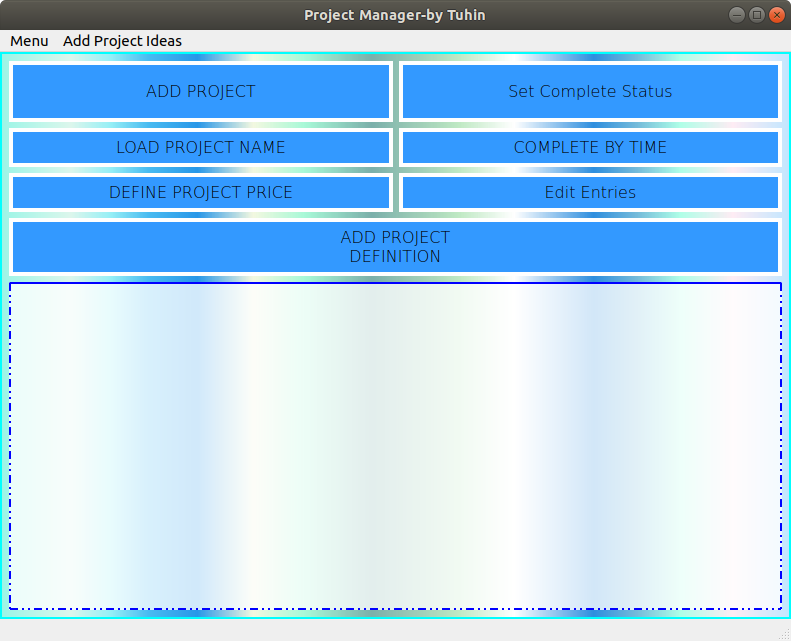 Project Manager-by Tuhin
Menu Add Project Ideas
ADD PROJECT
Set Complete Status
LOAD PROJECT NAME
COMPLETE BY TIME
DEFINE PROJECT PRICE
Edit Entries
ADD PROJECT
DEFINITION